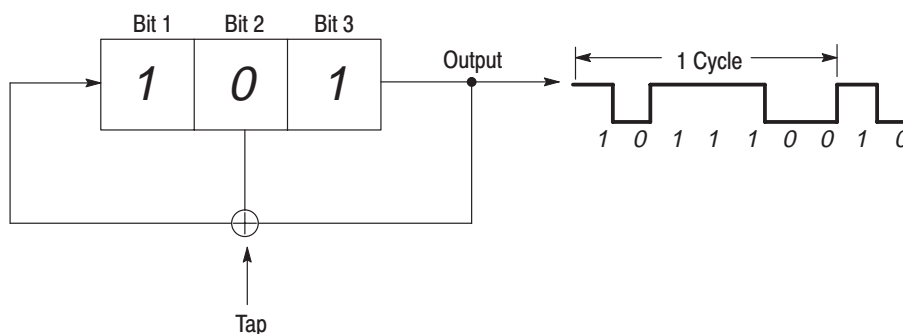 Bit 1 Bit 2 Bit 3
Output
1 Cycle
1 0 1
1 0 1 1 1 0 0 1 0
Tap